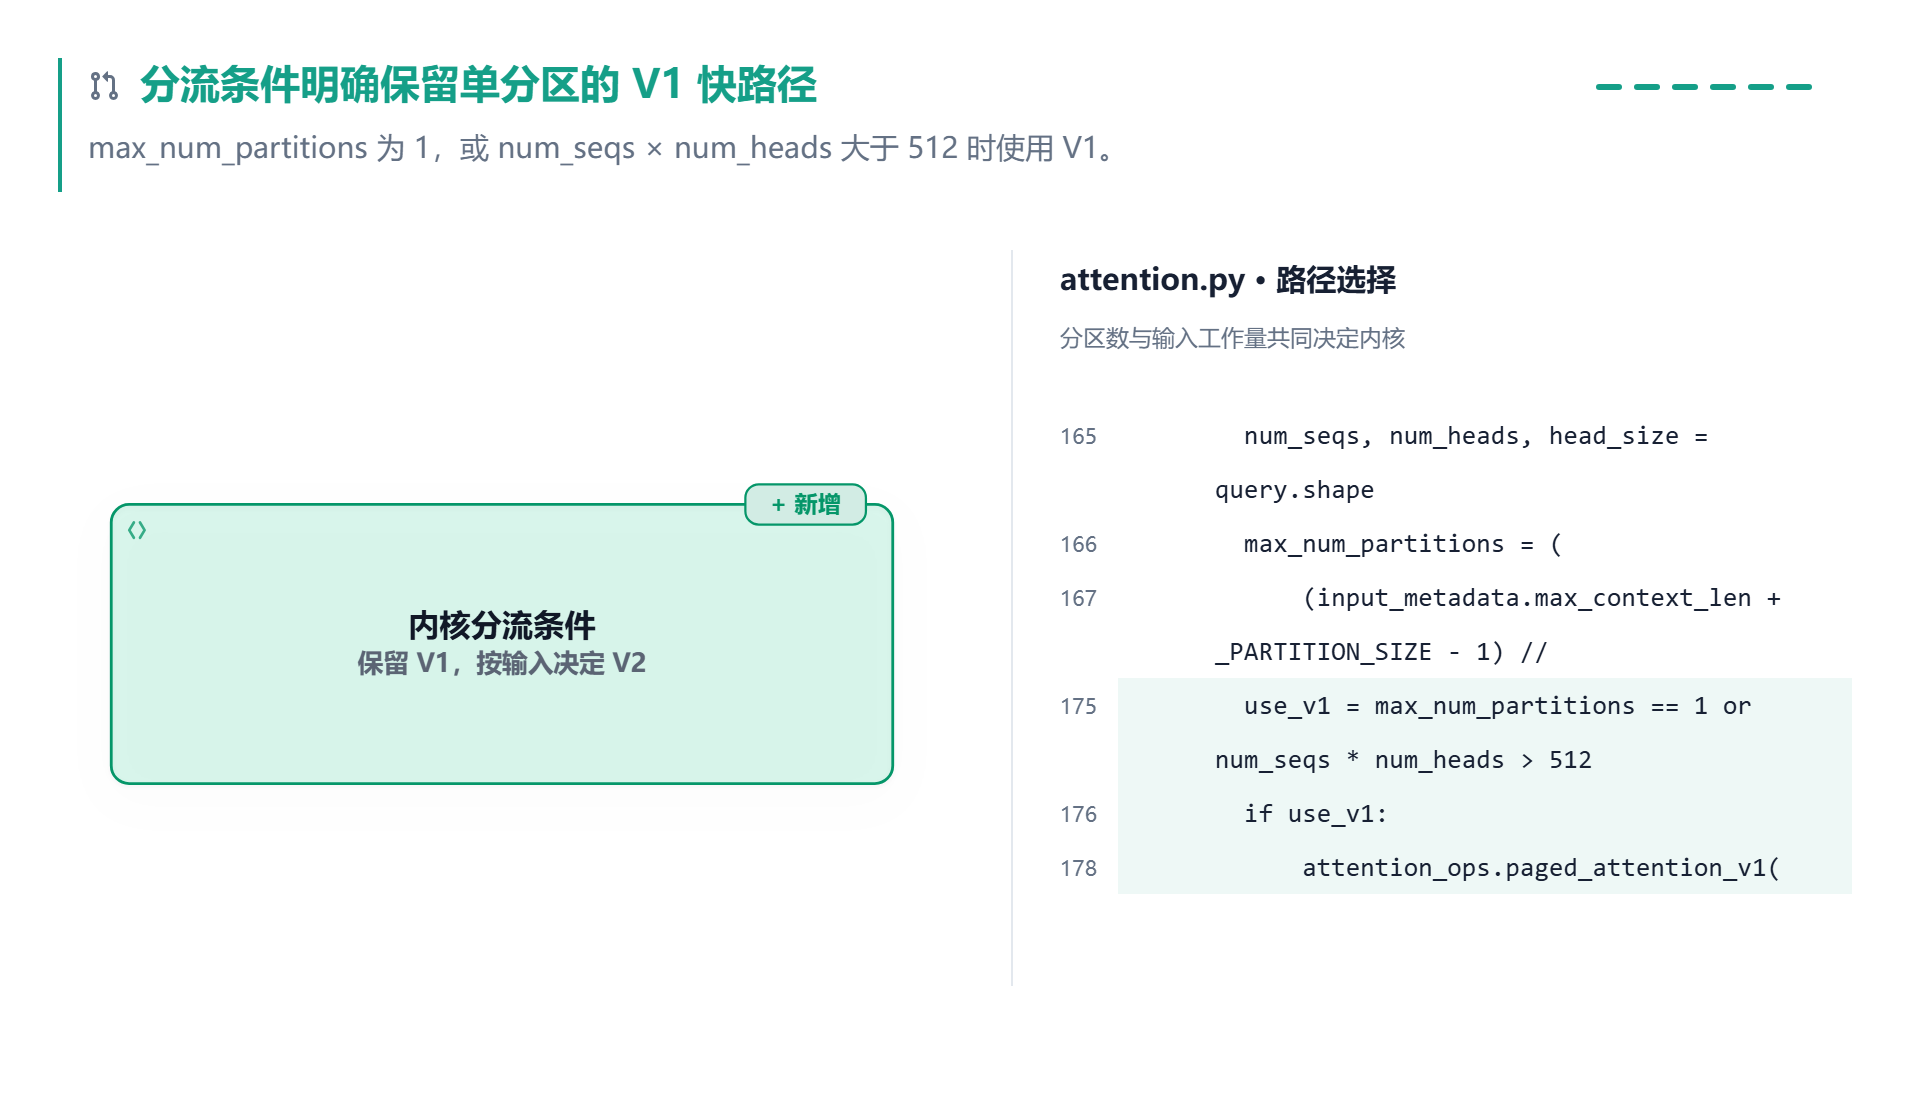 分流条件明确保留单分区的 V1 快路径
max_num_partitions 为 1，或 num_seqs × num_heads 大于 512 时使用 V1。
+ 新增
内核分流条件
保留 V1，按输入决定 V2
attention.py • 路径选择
分区数与输入工作量共同决定内核
165 num_seqs, num_heads, head_size =
query.shape
166 max_num_partitions = (
167 (input_metadata.max_context_len +
_PARTITION_SIZE - 1) //
175 use_v1 = max_num_partitions == 1 or
num_seqs * num_heads > 512
176 if use_v1:
178 attention_ops.paged_attention_v1(